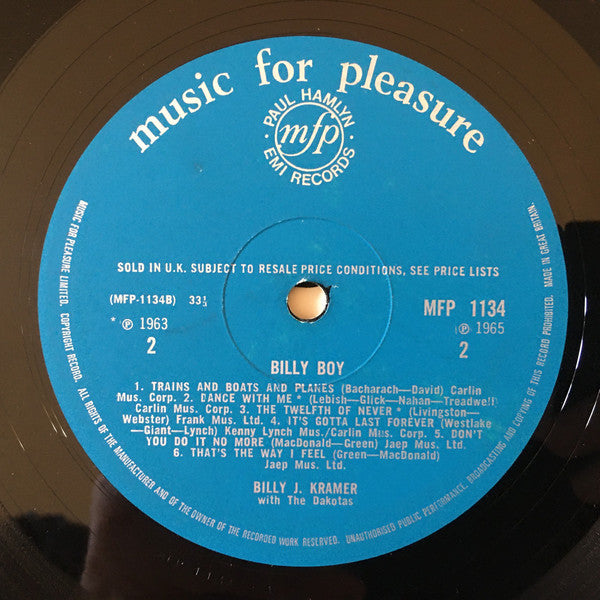 music for pleasure
PAUL HAMLYN
mfp
EMI RECORDS
SOLD IN U.K. SUBJECT TO RESALE PRICE CONDITIONS, SEE PRICE LISTS
(MFP-1134B) 33⅓
MFP 1134
* ℗ 1963
℗ 1965
2
2
BILLY BOY
1. TRAINS AND BOATS AND PLANES (Bacharach—David) Carlin
Mus. Corp. 2. DANCE WITH ME * (Lebish—Glick—Nahan—Treadwell)
Carlin Mus. Corp. 3. THE TWELFTH OF NEVER * (Livingston-
Webster) Frank Mus. Ltd. 4. IT'S GOTTA LAST FOREVER (Westlake
—Giant—Lynch) Kenny Lynch Mus./Carlin Mus. Corp. 5. DON'T
YOU DO IT NO MORE (MacDonald—Green) Jaep Mus. Ltd.
6. THAT'S THE WAY I FEEL (Green—MacDonald)
Jaep Mus. Ltd.
BILLY J. KRAMER
with The Dakotas
MUSIC FOR PLEASURE LIMITED. COPYRIGHT RECORD. ALL RIGHTS OF THE MANUFACTURER AND OF THE OWNER OF THE RECORDED WORK RESERVED. UNAUTHORISED PUBLIC PERFORMANCE, BROADCASTING AND COPYING OF THIS RECORD PROHIBITED. MADE IN GREAT BRITAIN.